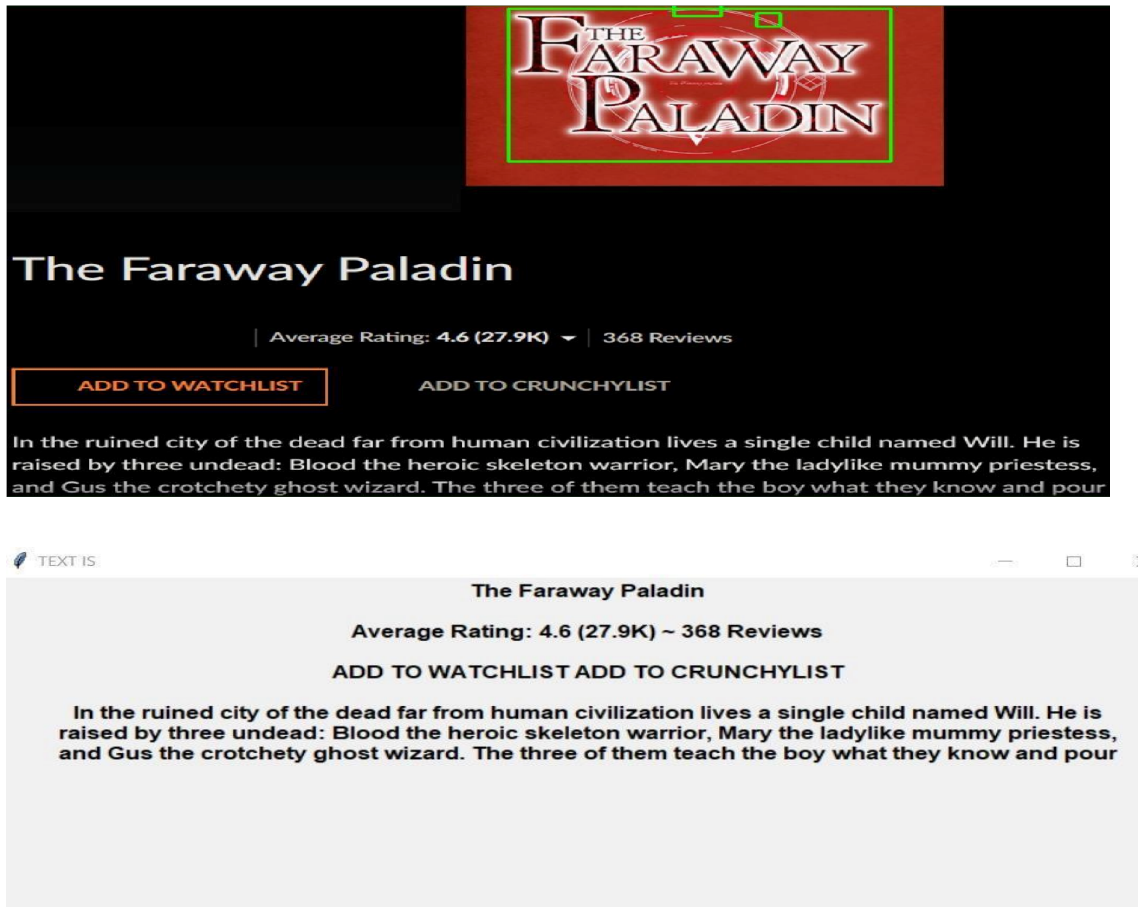 THE
FARAWAY
PALADIN
The Faraway Paladin
Average Rating: 4.6 (27.9K) | 368 Reviews
ADD TO WATCHLIST ADD TO CRUNCHYLIST
In the ruined city of the dead far from human civilization lives a single child named Will. He is
raised by three undead: Blood the heroic skeleton warrior, Mary the ladylike mummy priestess,
and Gus the crotchety ghost wizard. The three of them teach the boy what they know and pour
TEXT IS
The Faraway Paladin
Average Rating: 4.6 (27.9K) ~ 368 Reviews
ADD TO WATCHLIST ADD TO CRUNCHYLIST
In the ruined city of the dead far from human civilization lives a single child named Will. He is
raised by three undead: Blood the heroic skeleton warrior, Mary the ladylike mummy priestess,
and Gus the crotchety ghost wizard. The three of them teach the boy what they know and pour